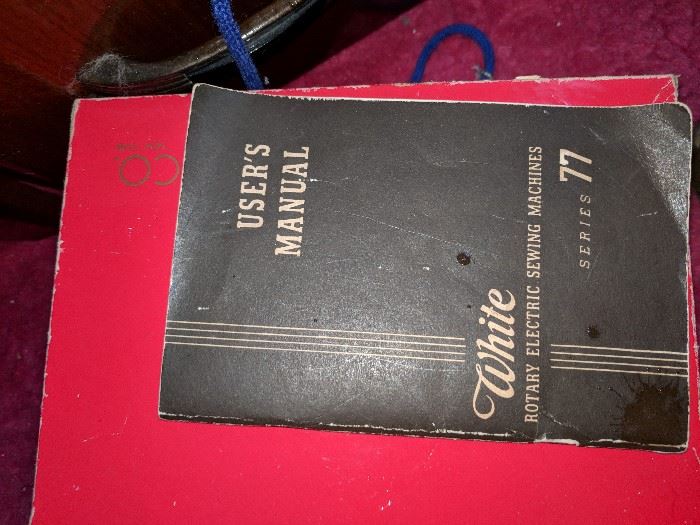 USER'S
MANUAL
White
ROTARY ELECTRIC SEWING MACHINES
SERIES 77